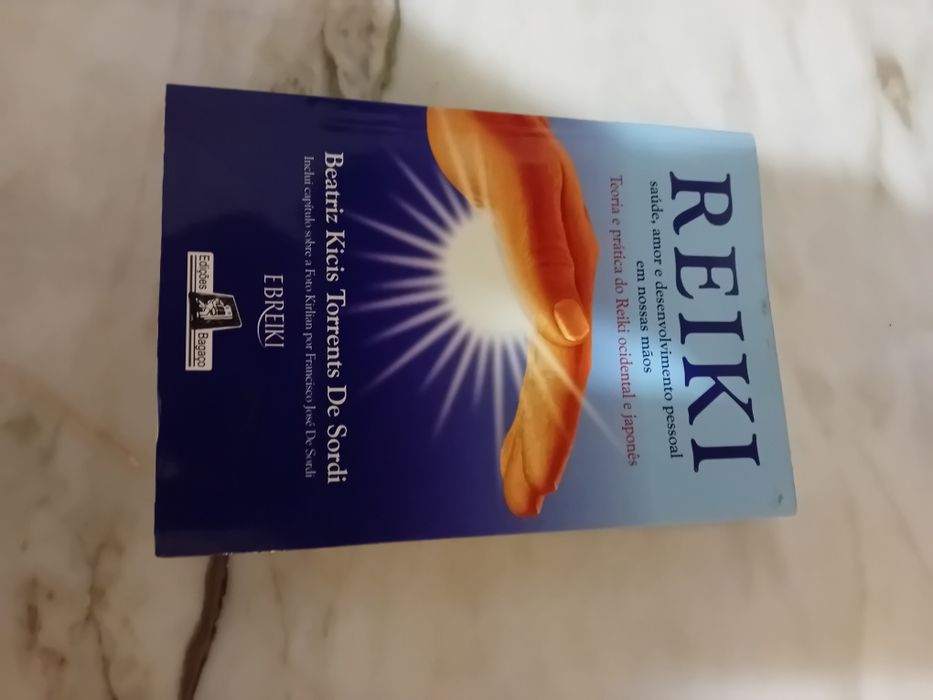 REIKI
saúde, amor e desenvolvimento pessoal
em nossas mãos
Teoria e prática do Reiki ocidental e japonês
Beatriz Kicis Torrents De Sordi
Inclui capítulo sobre a Foto Kirlian por Francisco José De Sordi
EBREIKI
Edições Bagaço